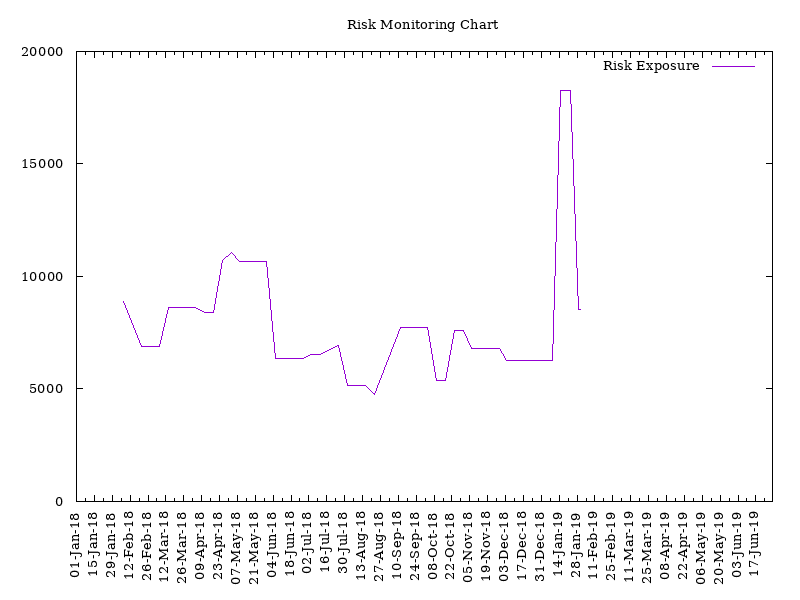 Risk Monitoring Chart
Risk Exposure
20000
15000
10000
5000
0
01-Jan-18
15-Jan-18
29-Jan-18
12-Feb-18
26-Feb-18
12-Mar-18
26-Mar-18
09-Apr-18
23-Apr-18
07-May-18
21-May-18
04-Jun-18
18-Jun-18
02-Jul-18
16-Jul-18
30-Jul-18
13-Aug-18
27-Aug-18
10-Sep-18
24-Sep-18
08-Oct-18
22-Oct-18
05-Nov-18
19-Nov-18
03-Dec-18
17-Dec-18
31-Dec-18
14-Jan-19
28-Jan-19
11-Feb-19
25-Feb-19
11-Mar-19
25-Mar-19
08-Apr-19
22-Apr-19
06-May-19
20-May-19
03-Jun-19
17-Jun-19